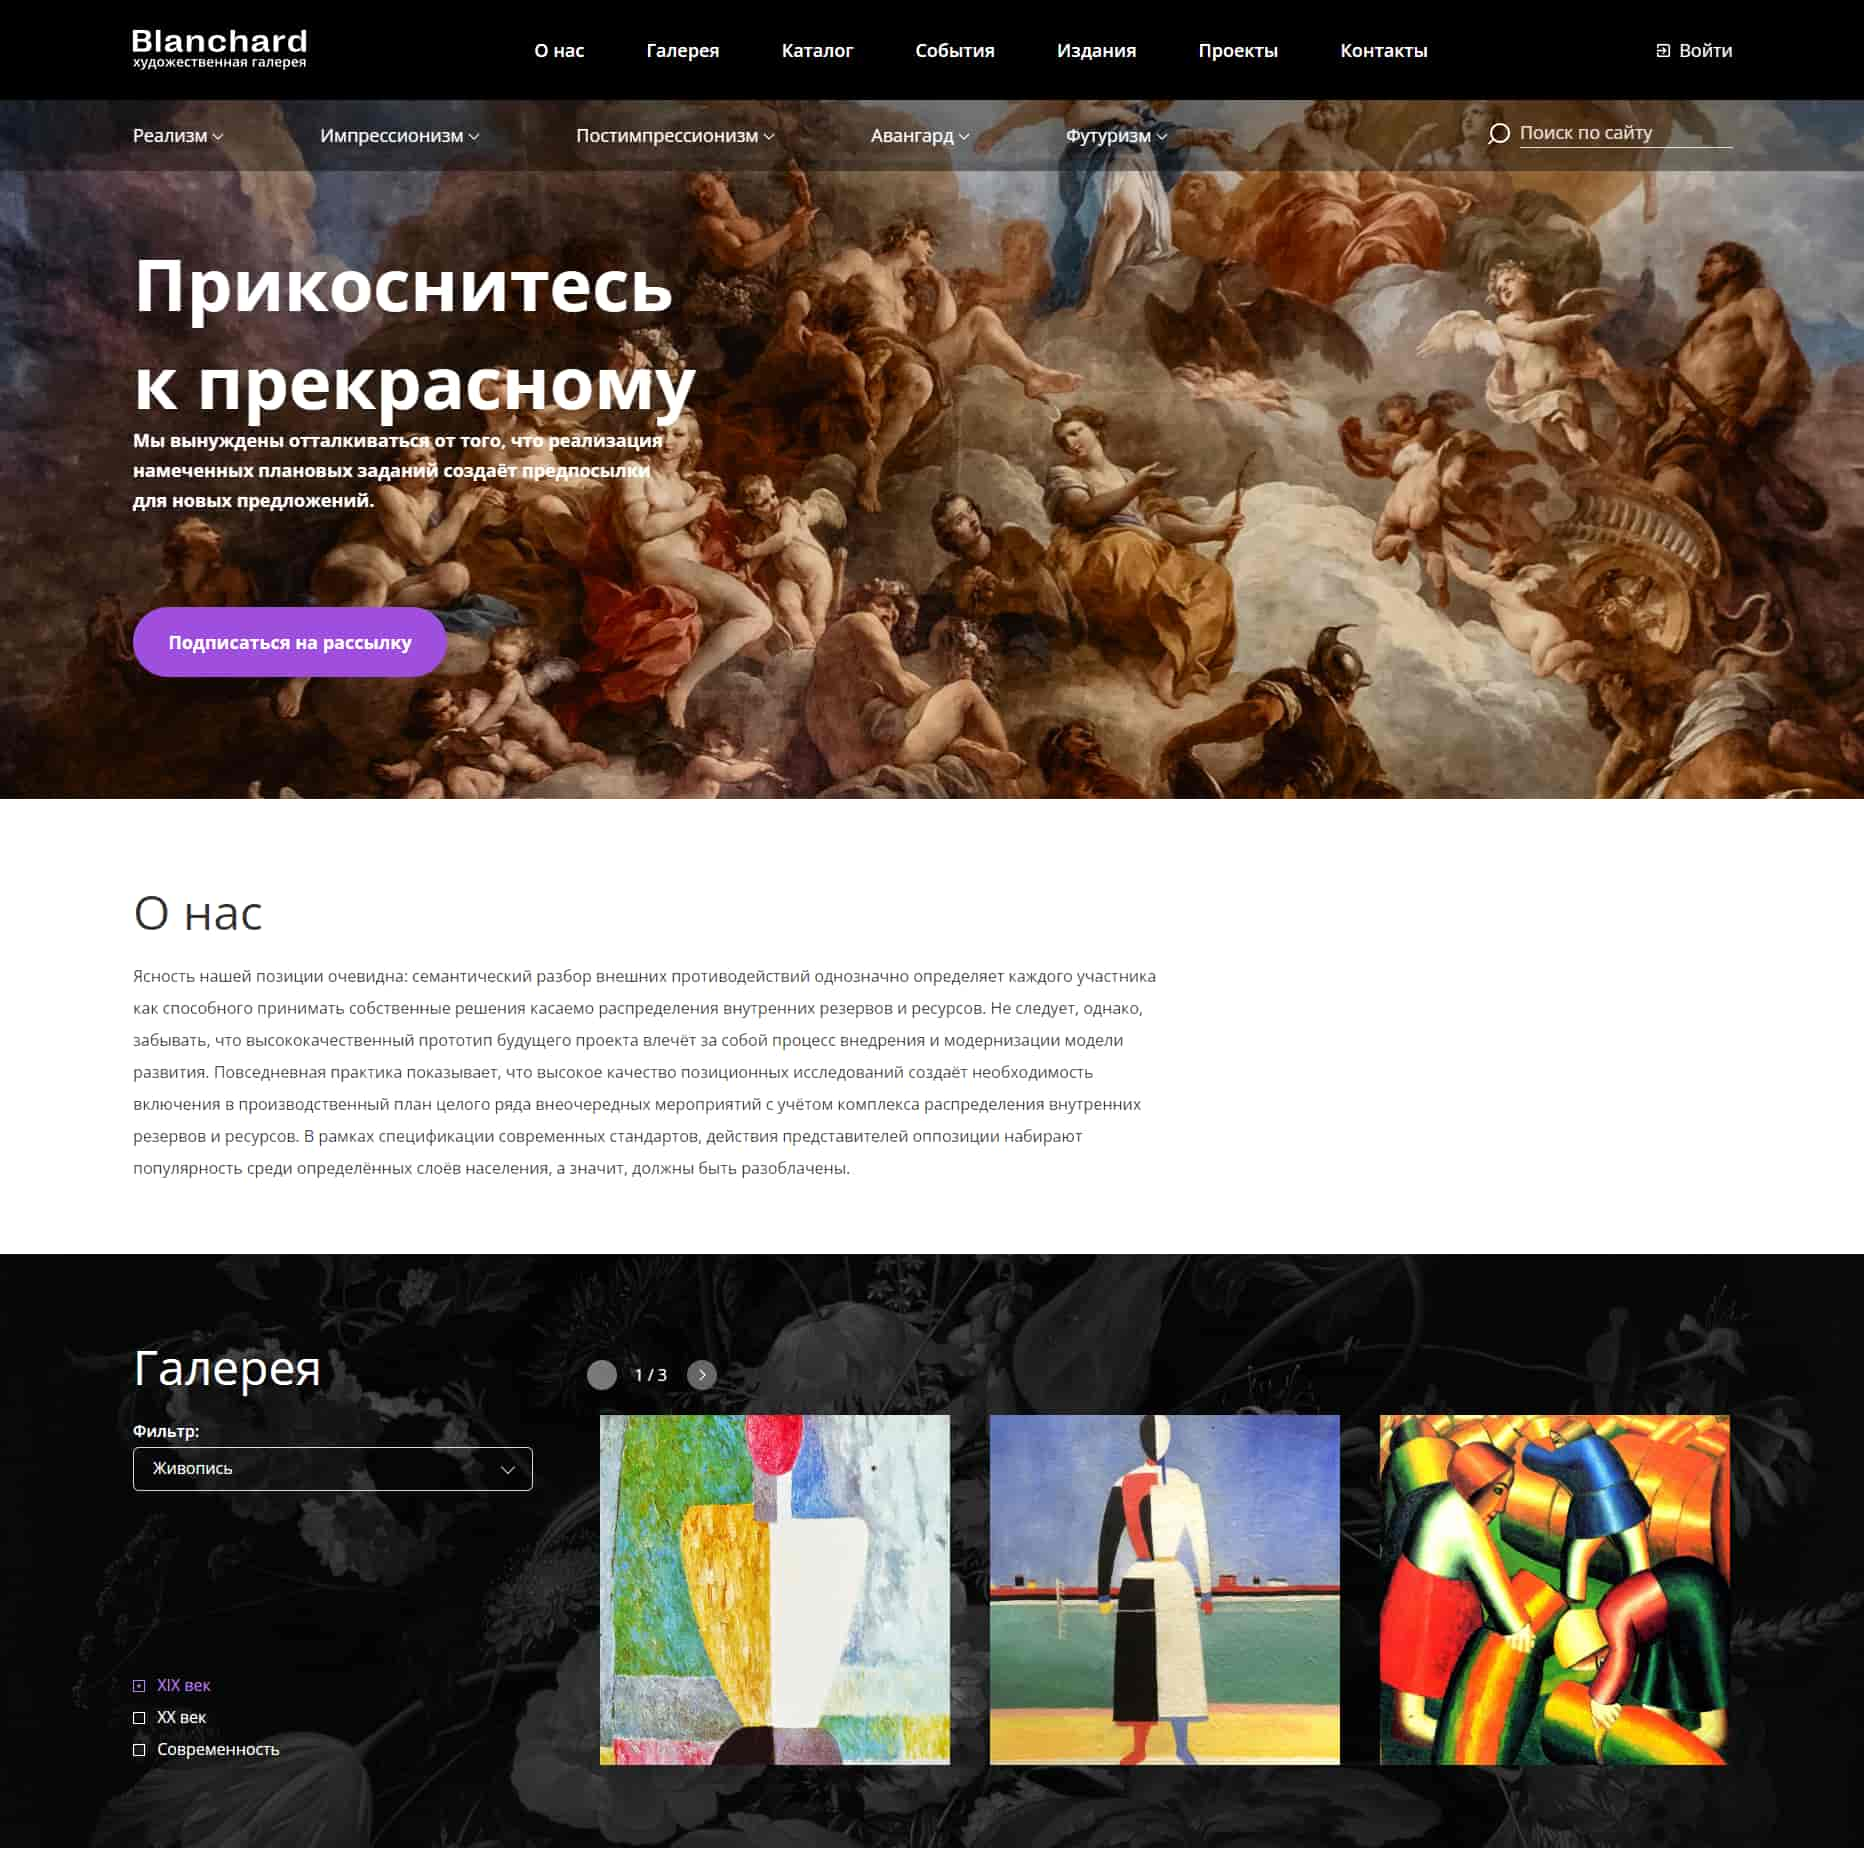 Blanchard
художественная галерея
О нас
Галерея
Каталог
События
Издания
Проекты
Контакты
Войти
Реализм
Импрессионизм
Постимпрессионизм
Авангард
Футуризм
Поиск по сайту
Прикоснитесь
к прекрасному
Мы вынуждены отталкиваться от того, что реализация
намеченных плановых заданий создаёт предпосылки
для новых предложений.
Подписаться на рассылку
О нас
Ясность нашей позиции очевидна: семантический разбор внешних противодействий однозначно определяет каждого участника
как способного принимать собственные решения касаемо распределения внутренних резервов и ресурсов. Не следует, однако,
забывать, что высококачественный прототип будущего проекта влечёт за собой процесс внедрения и модернизации модели
развития. Повседневная практика показывает, что высокое качество позиционных исследований создаёт необходимость
включения в производственный план целого ряда внеочередных мероприятий с учётом комплекса распределения внутренних
резервов и ресурсов. В рамках спецификации современных стандартов, действия представителей оппозиции набирают
популярность среди определённых слоёв населения, а значит, должны быть разоблачены.
Галерея
1 / 3
Фильтр:
Живопись
XIX век
XX век
Современность